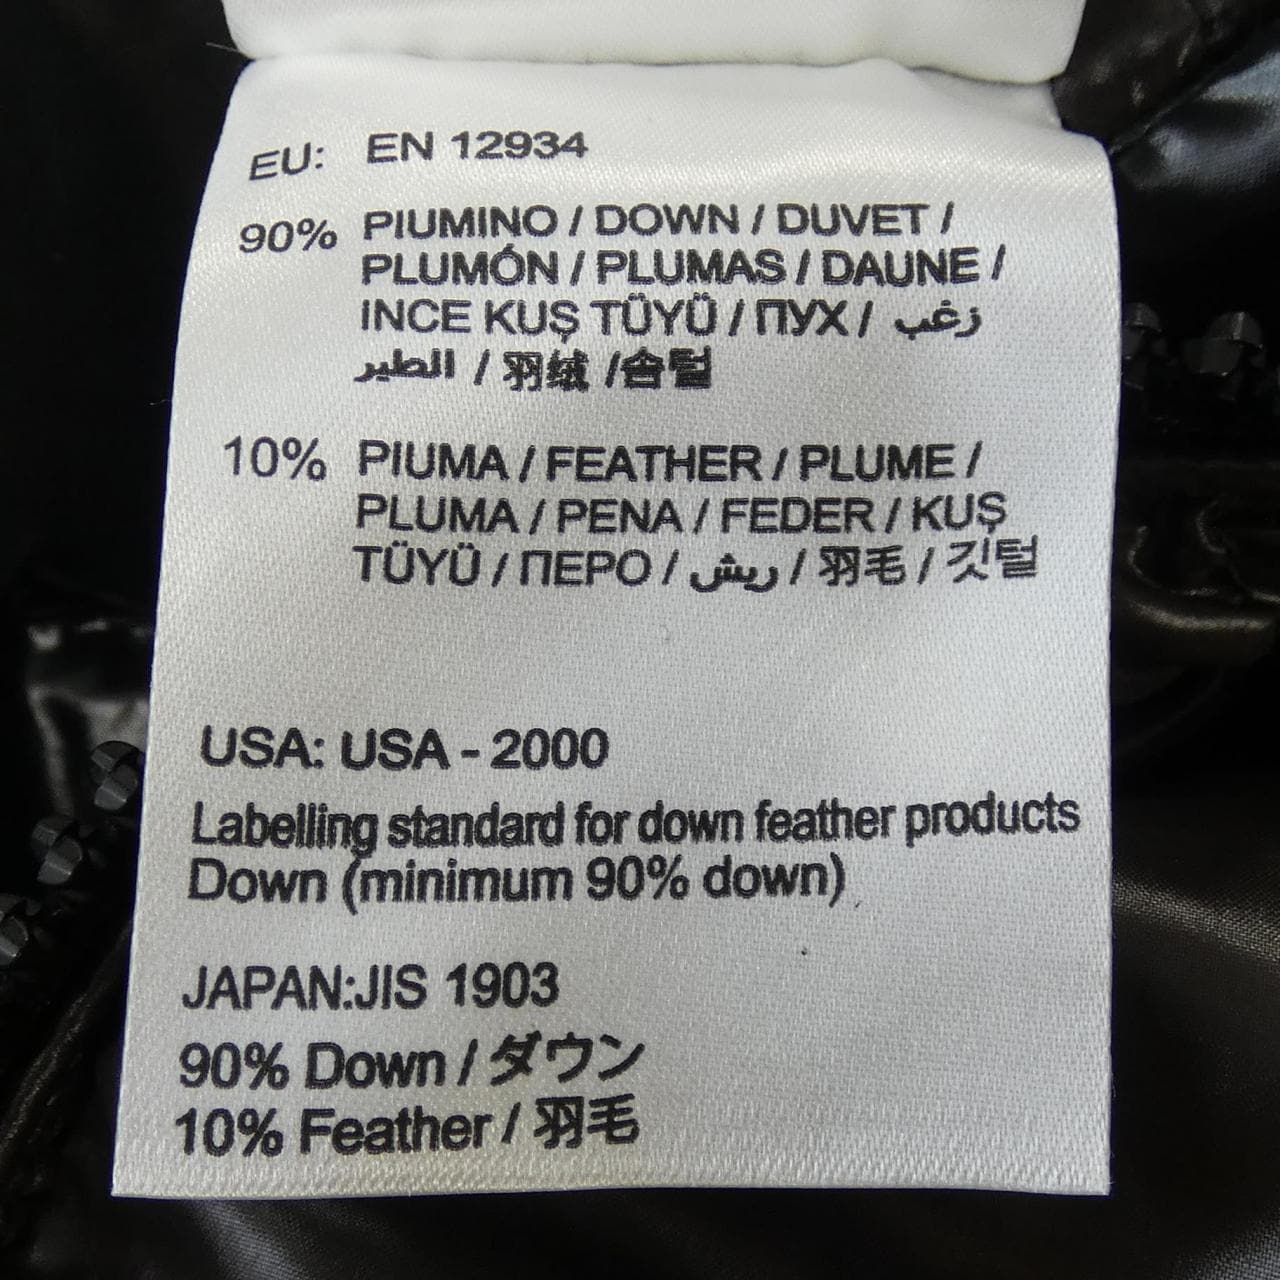 EU: EN 12934
90% PIUMINO / DOWN / DUVET /
PLUMÓN / PLUMAS / DAUNE /
INCE KUŞ TÜYÜ / ПУХ / زغب
الطير / 羽绒 /솜털
10% PIUMA / FEATHER / PLUME /
PLUMA / PENA / FEDER / KUŞ
TÜYÜ / ПЕРО / ريش / 羽毛 / 깃털
USA: USA - 2000
Labelling standard for down feather products
Down (minimum 90% down)
JAPAN:JIS 1903
90% Down / ダウン
10% Feather / 羽毛